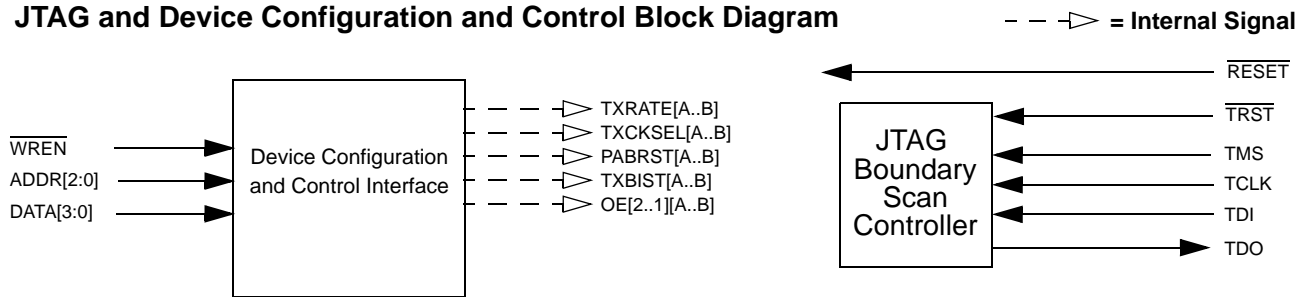 JTAG and Device Configuration and Control Block Diagram
= Internal Signal
WREN
ADDR[2:0]
DATA[3:0]
Device Configuration
and Control Interface
TXRATE[A..B]
TXCKSEL[A..B]
PABRST[A..B]
TXBIST[A..B]
OE[2..1][A..B]
JTAG
Boundary
Scan
Controller
RESET
TRST
TMS
TCLK
TDI
TDO